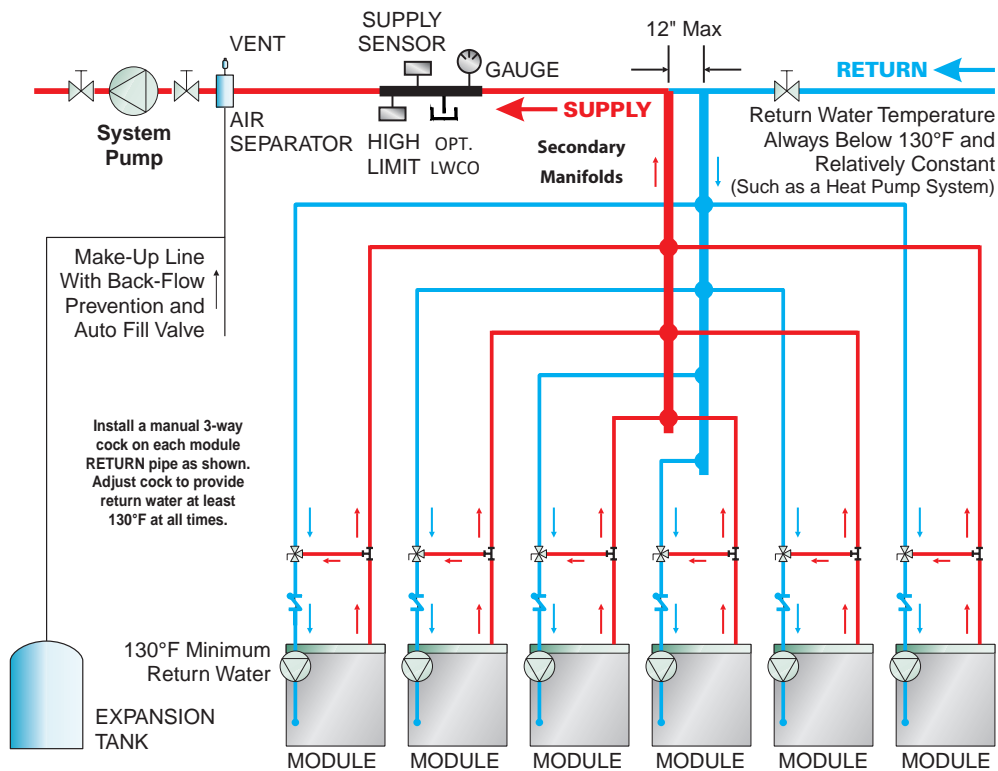 SUPPLY
SENSOR
VENT
GAUGE
12" Max
RETURN
System
Pump
AIR
SEPARATOR
HIGH
LIMIT
OPT.
LWCO
SUPPLY
Secondary
Manifolds
Return Water Temperature
Always Below 130°F and
Relatively Constant
(Such as a Heat Pump System)
Make-Up Line
With Back-Flow
Prevention and
Auto Fill Valve
Install a manual 3-way
cock on each module
RETURN pipe as shown.
Adjust cock to provide
return water at least
130°F at all times.
130°F Minimum
Return Water
EXPANSION
TANK
MODULE
MODULE
MODULE
MODULE
MODULE
MODULE